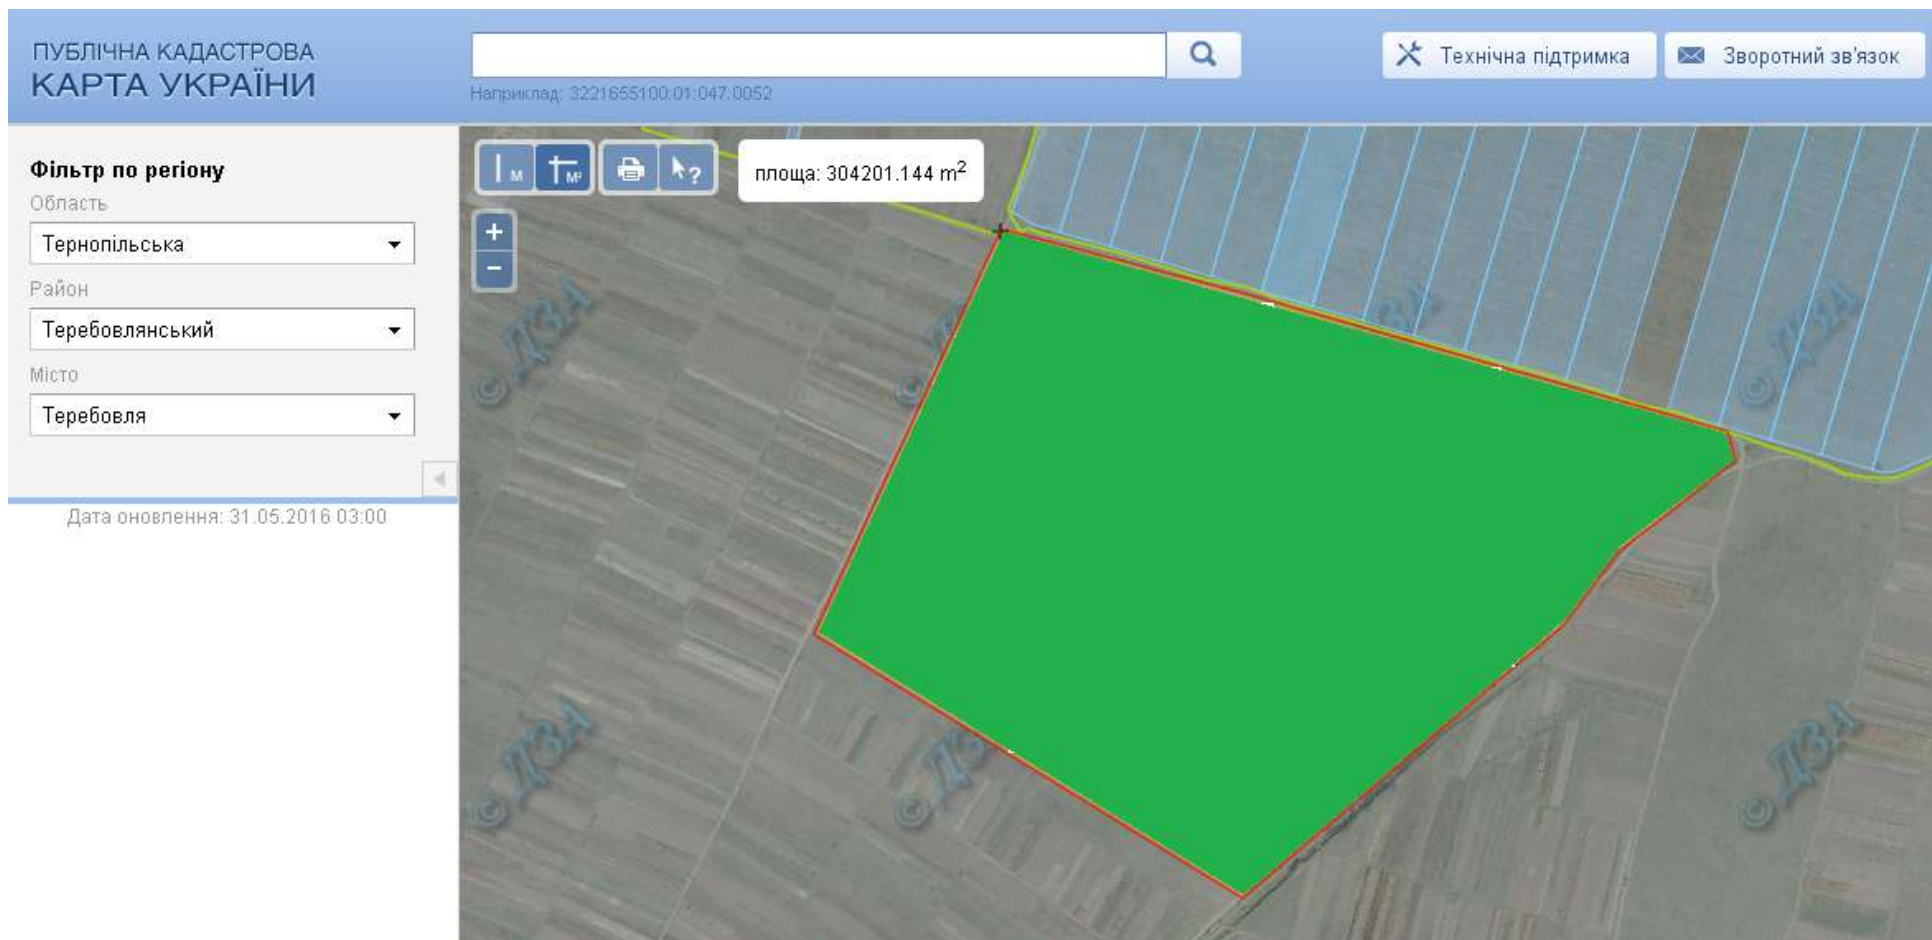 ПУБЛІЧНА КАДАСТРОВА
КАРТА УКРАЇНИ
Наприклад: 3221655100:01:047:0052
Технічна підтримка
Зворотний зв'язок
Фільтр по регіону
Область
Тернопільська
Район
Теребовлянський
Місто
Теребовля
Дата оновлення: 31.05.2016 03:00
М
М²
?
площа: 304201.144 m²
+
−
© ДЗА
© ДЗА
© ДЗА
© ДЗА
© ДЗА
© ДЗА